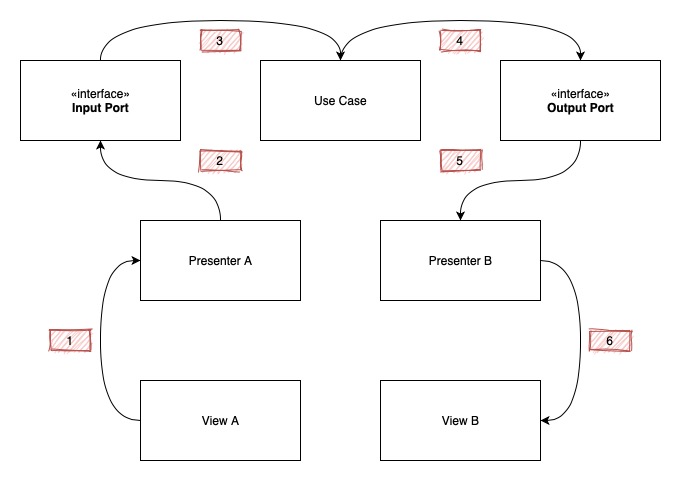 3
4
«interface»
Input Port
Use Case
«interface»
Output Port
2
5
Presenter A
Presenter B
1
6
View A
View B